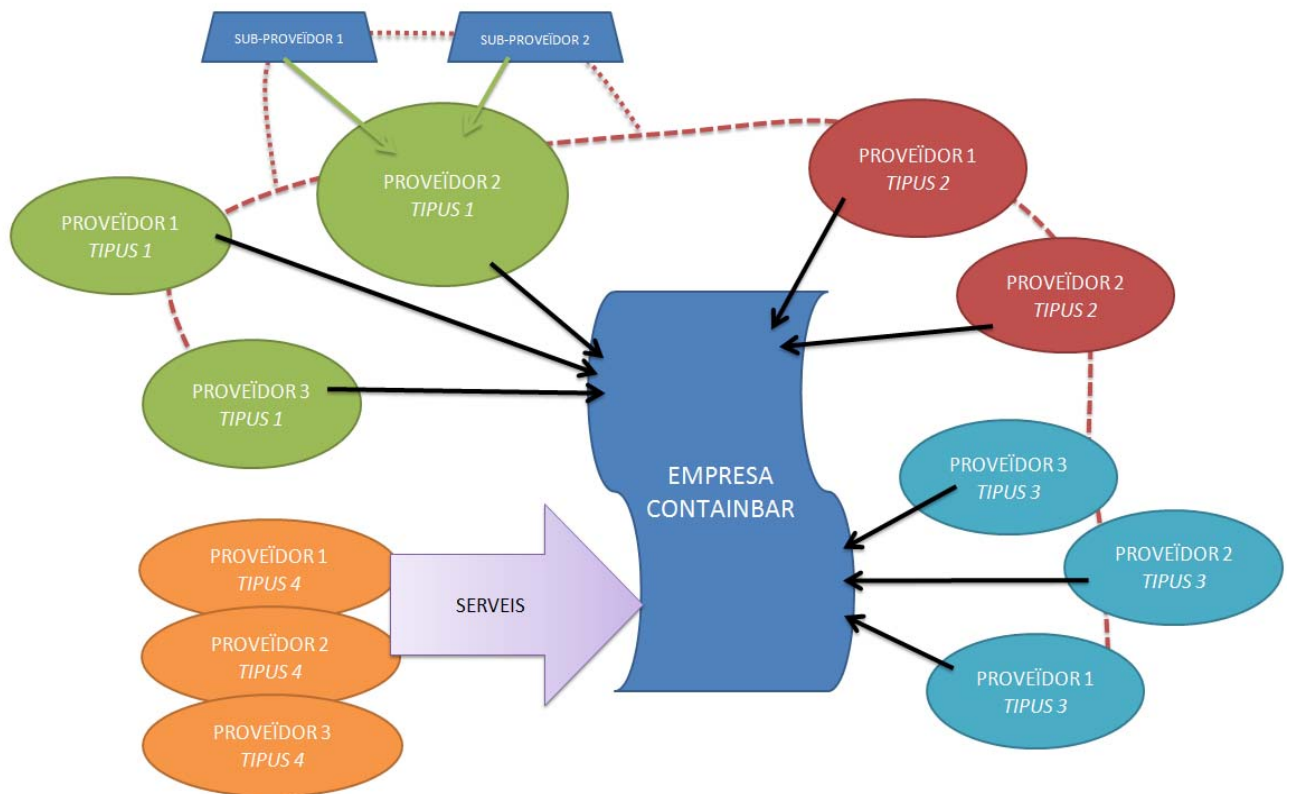 SUB-PROVEÏDOR 1
SUB-PROVEÏDOR 2
PROVEÏDOR 2
TIPUS 1
PROVEÏDOR 1
TIPUS 2
PROVEÏDOR 1
TIPUS 1
PROVEÏDOR 2
TIPUS 2
PROVEÏDOR 3
TIPUS 1
EMPRESA
CONTAINBAR
PROVEÏDOR 3
TIPUS 3
PROVEÏDOR 2
TIPUS 3
PROVEÏDOR 1
TIPUS 3
PROVEÏDOR 1
TIPUS 4
PROVEÏDOR 2
TIPUS 4
PROVEÏDOR 3
TIPUS 4
SERVEIS